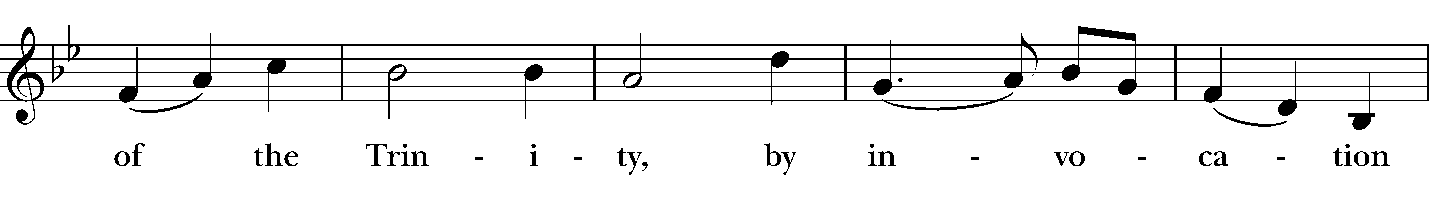 of the Trin - i - ty, by in - vo - ca - tion